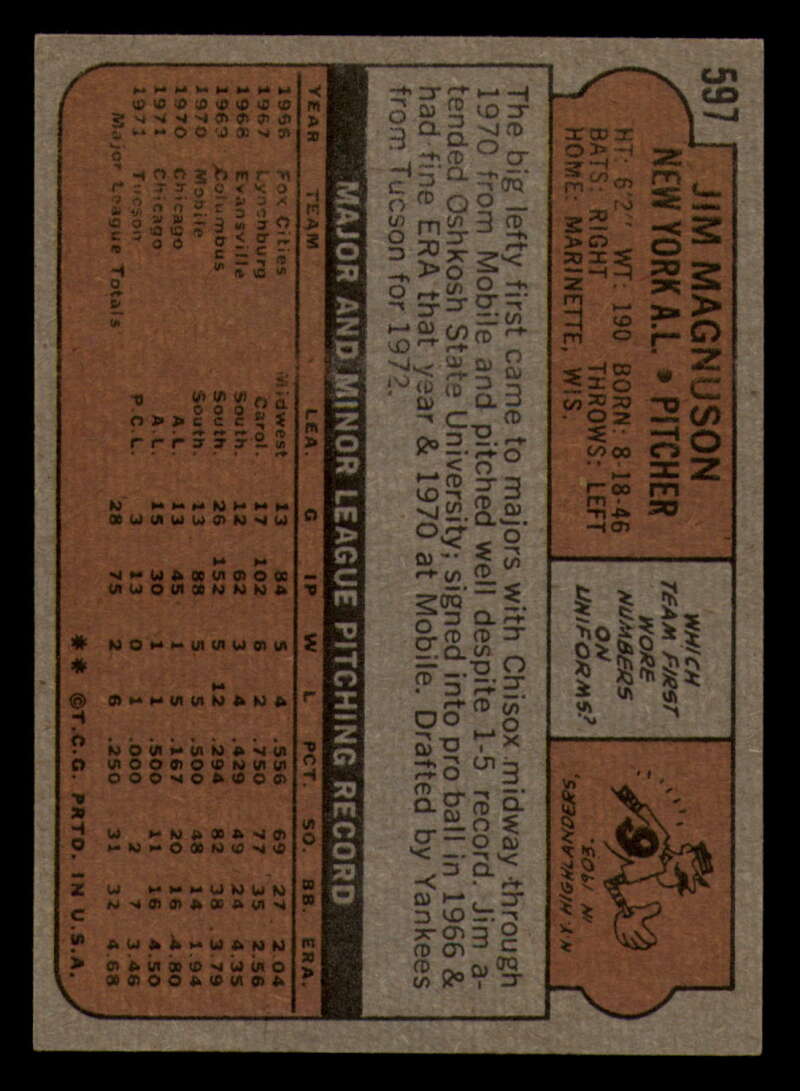 597
JIM MAGNUSON
NEW YORK A.L. • PITCHER
HT: 6'2" WT: 190 BORN: 8-18-46
BATS: RIGHT THROWS: LEFT
HOME: MARINETTE, WIS.
WHICH
TEAM FIRST
WORE
NUMBERS
ON
UNIFORMS?
9
N.Y. HIGHLANDERS,
IN 1903.
The big lefty first came to majors with Chisox midway through
1970 from Mobile and pitched well despite 1-5 record. Jim a-
tended Oshkosh State University; signed into pro ball in 1966 &
had fine ERA that year & 1970 at Mobile. Drafted by Yankees
from Tucson for 1972.
MAJOR AND MINOR LEAGUE PITCHING RECORD
YEAR TEAM LEA. G IP W L PCT. SO. BB. ERA.
1966 Fox Cities Midwest 13 84 5 4 .556 69 27 2.04
1967 Lynchburg Carol. 17 102 6 2 .750 77 35 2.56
1968 Evansville South. 12 62 3 4 .429 49 24 4.35
1969 Columbus South. 26 152 5 12 .294 82 38 3.79
1970 Mobile South. 13 88 5 5 .500 48 14 1.94
1970 Chicago A.L. 13 45 1 5 .167 20 16 4.80
1971 Chicago A.L. 15 30 1 1 .500 11 16 4.50
1971 Tucson P.C.L. 3 13 0 1 .000 2 7 3.46
Major League Totals 28 75 2 6 .250 31 32 4.68
** ©T.C.G. PRTD. IN U.S.A.